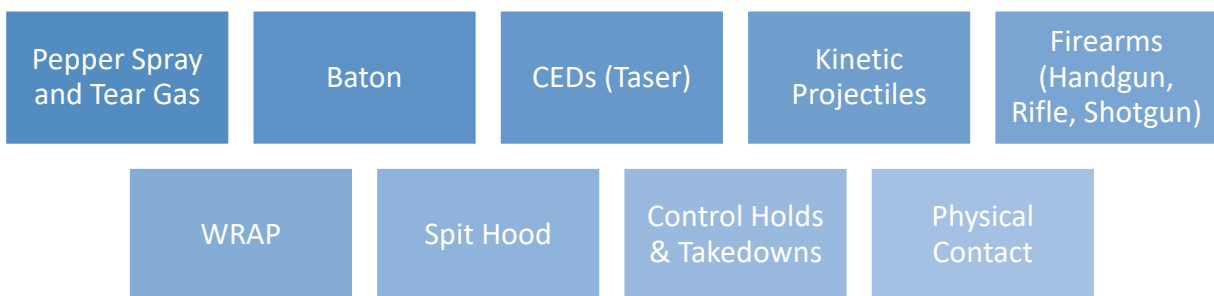 Pepper Spray
and Tear Gas
Baton
CEDs (Taser)
Kinetic
Projectiles
Firearms
(Handgun,
Rifle, Shotgun)
WRAP
Spit Hood
Control Holds
& Takedowns
Physical
Contact